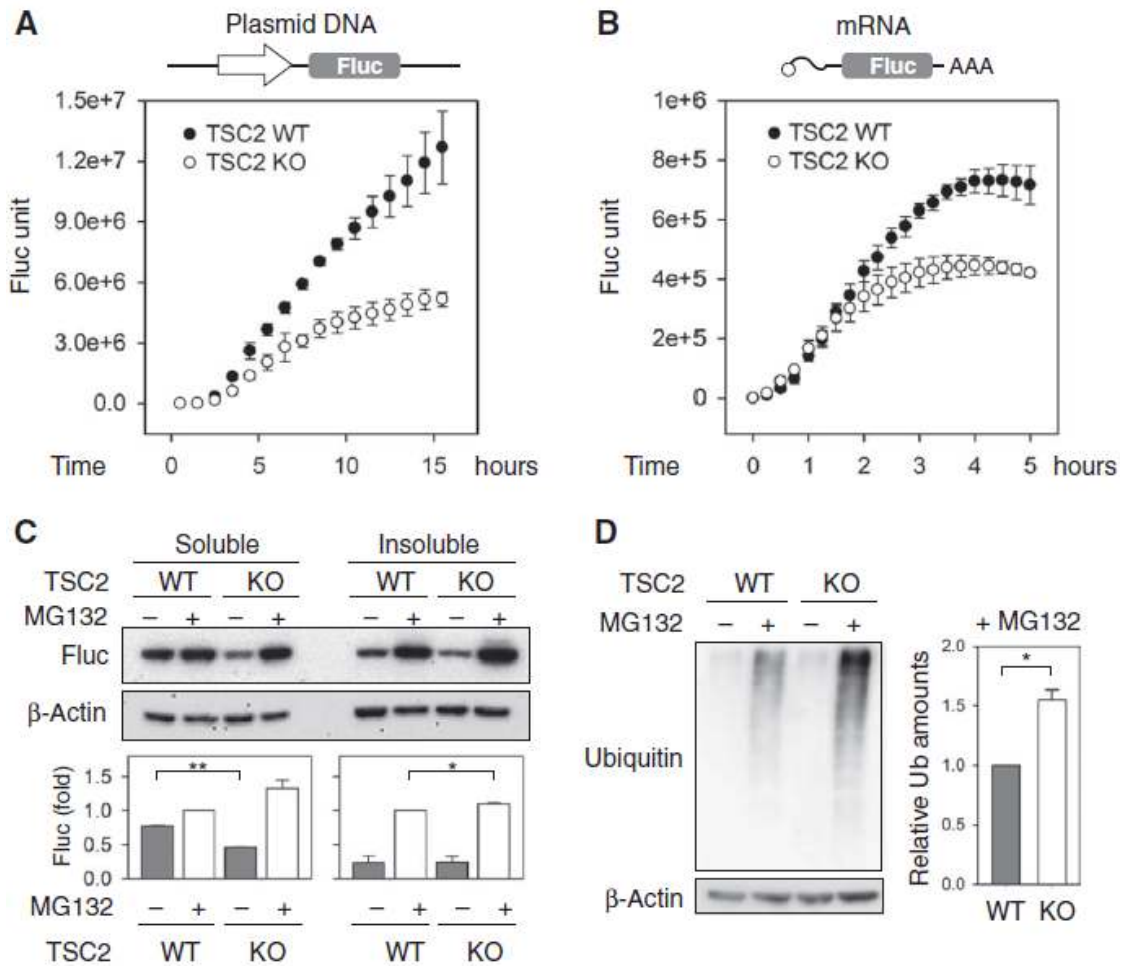 A
Plasmid DNA
Fluc
1.5e+7
1.2e+7
9.0e+6
6.0e+6
3.0e+6
0.0
Fluc unit
TSC2 WT
TSC2 KO
Time 0 5 10 15 hours
B
mRNA
Fluc AAA
1e+6
8e+5
6e+5
4e+5
2e+5
0
Fluc unit
TSC2 WT
TSC2 KO
Time 0 1 2 3 4 5 hours
C
Soluble Insoluble
TSC2 WT KO WT KO
MG132 – + – + – + – +
Fluc
β-Actin
Fluc (fold)
1.5
1.0
0.5
0.0
** *
MG132 – + – + – + – +
TSC2 WT KO WT KO
D
TSC2 WT KO
MG132 – + – +
Ubiquitin
β-Actin
+ MG132
Relative Ub amounts
2.0
1.5
1.0
0.5
0.0
*
WT KO